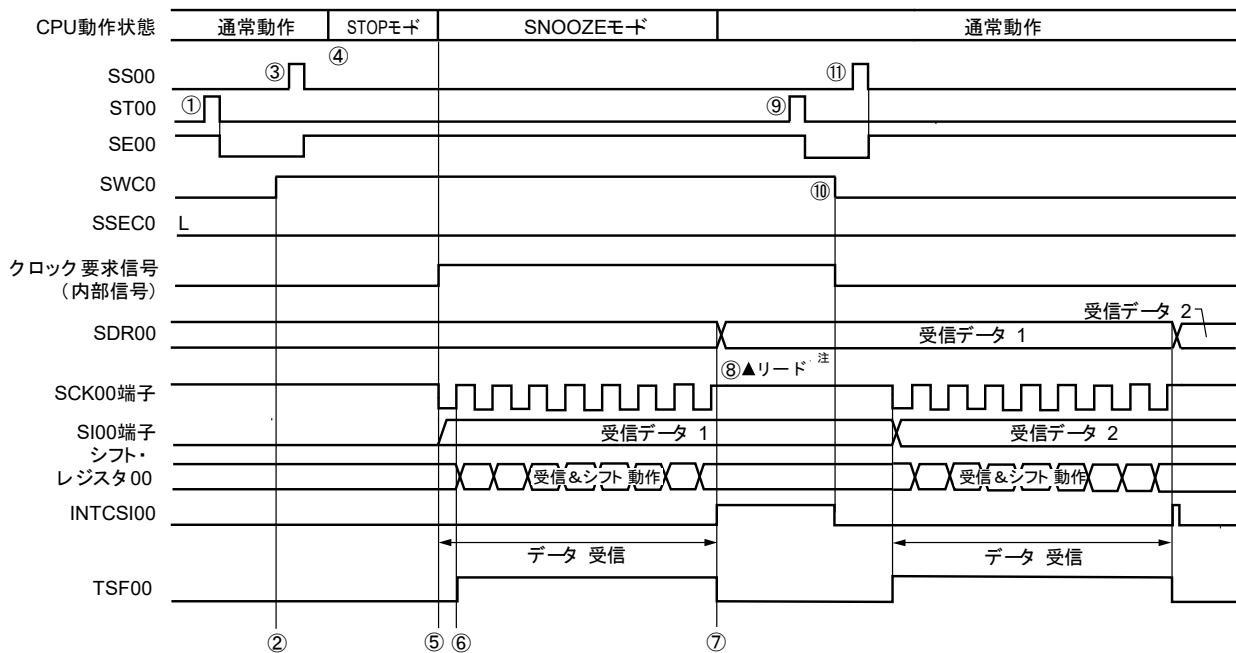 CPU動作状態 通常動作 STOPモード SNOOZEモード 通常動作
④
SS00 ③ ⑪
ST00 ① ⑨
SE00
SWC0 ⑩
SSEC0 L
クロック要求信号
（内部信号）
受信データ 2
SDR00 受信データ 1
⑧▲リード 注
SCK00端子
SI00端子 受信データ 1 受信データ 2
シフト・
レジスタ00 受信＆シフト動作 受信＆シフト動作
INTCSI00
データ 受信 データ 受信
TSF00
② ⑤ ⑥ ⑦